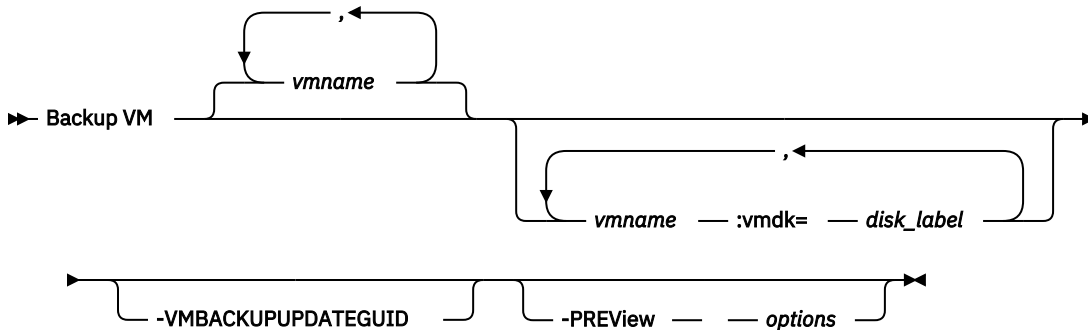 ,
vmname
Backup VM
,
vmname :vmdk= disk_label
-VMBACKUPUPDATEGUID -PREView options